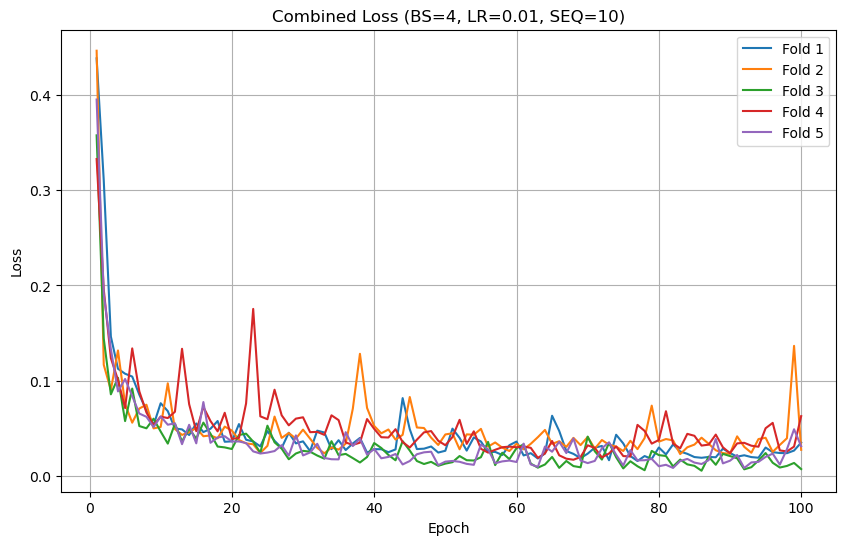 Combined Loss (BS=4, LR=0.01, SEQ=10)
Fold 1
Fold 2
Fold 3
Fold 4
Fold 5
Loss
0.4
0.3
0.2
0.1
0.0
0 20 40 60 80 100
Epoch